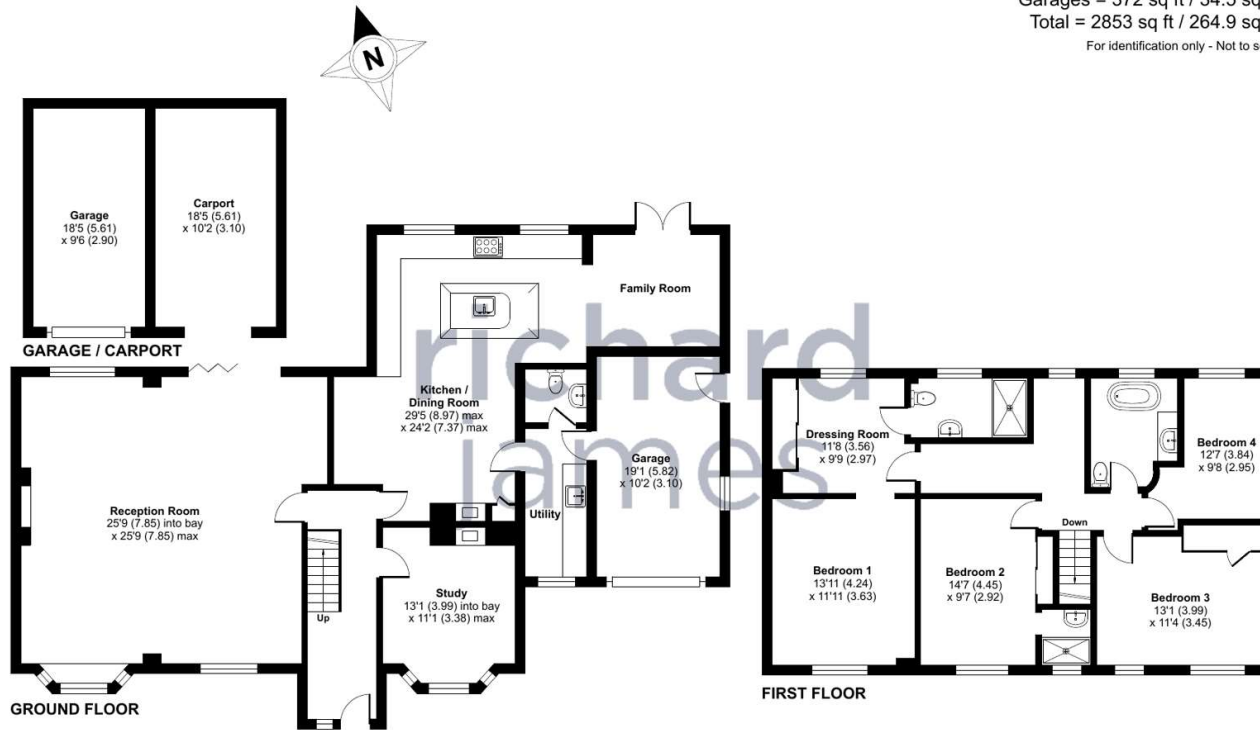 Garages = 372 sq ft / 34.5 sq
Total = 2853 sq ft / 264.9 sq
For identification only - Not to s
N
Garage
18'5 (5.61)
x 9'6 (2.90)
Carport
18'5 (5.61)
x 10'2 (3.10)
GARAGE / CARPORT
Family Room
richard
james
Kitchen /
Dining Room
29'5 (8.97) max
x 24'2 (7.37) max
Garage
19'1 (5.82)
x 10'2 (3.10)
Utility
Reception Room
25'9 (7.85) into bay
x 25'9 (7.85) max
Up
Study
13'1 (3.99) into bay
x 11'1 (3.38) max
GROUND FLOOR
Dressing Room
11'8 (3.56)
x 9'9 (2.97)
Bedroom 4
12'7 (3.84)
x 9'8 (2.95)
Down
Bedroom 1
13'11 (4.24)
x 11'11 (3.63)
Bedroom 2
14'7 (4.45)
x 9'7 (2.92)
Bedroom 3
13'1 (3.99)
x 11'4 (3.45)
FIRST FLOOR